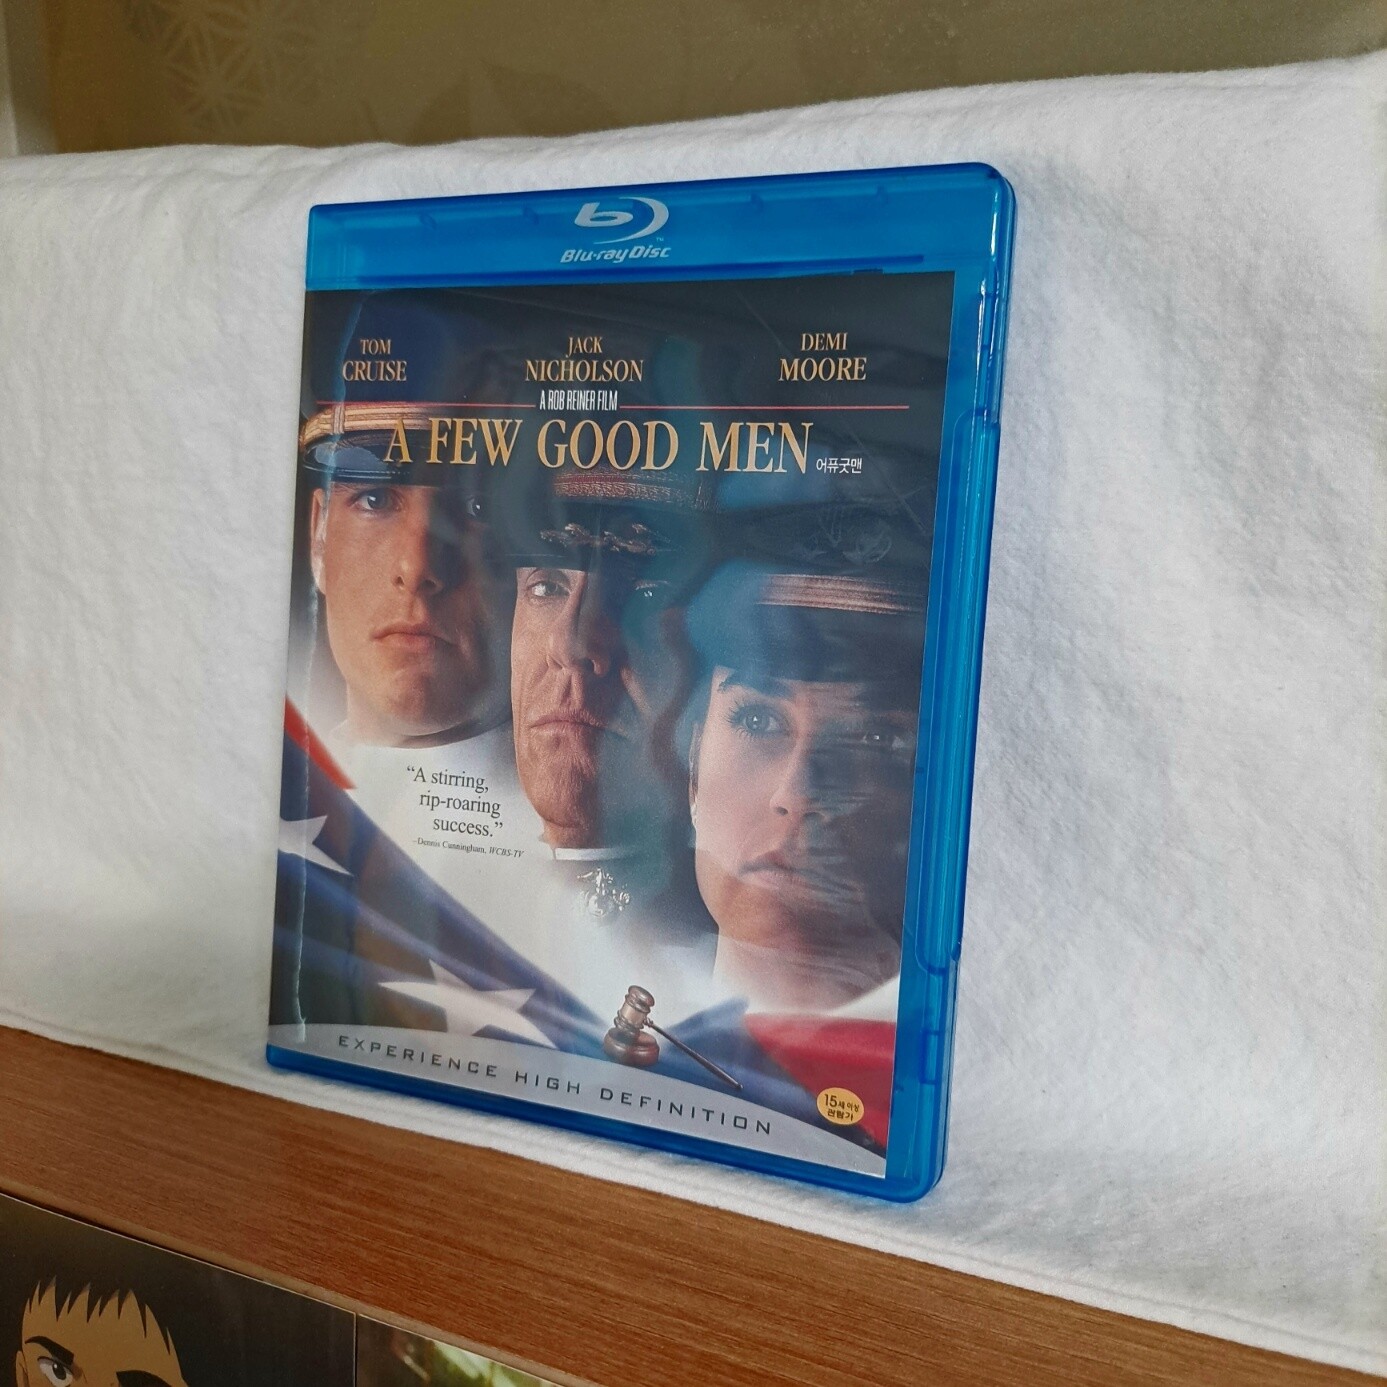 Blu-ray Disc
TOM
CRUISE
JACK
NICHOLSON
DEMI
MOORE
A ROB REINER FILM
A FEW GOOD MEN 어퓨굿맨
“A stirring,
rip-roaring
success.”
–Dennis Cunningham, WCBS-TV
EXPERIENCE HIGH DEFINITION
15세 이상
관람가